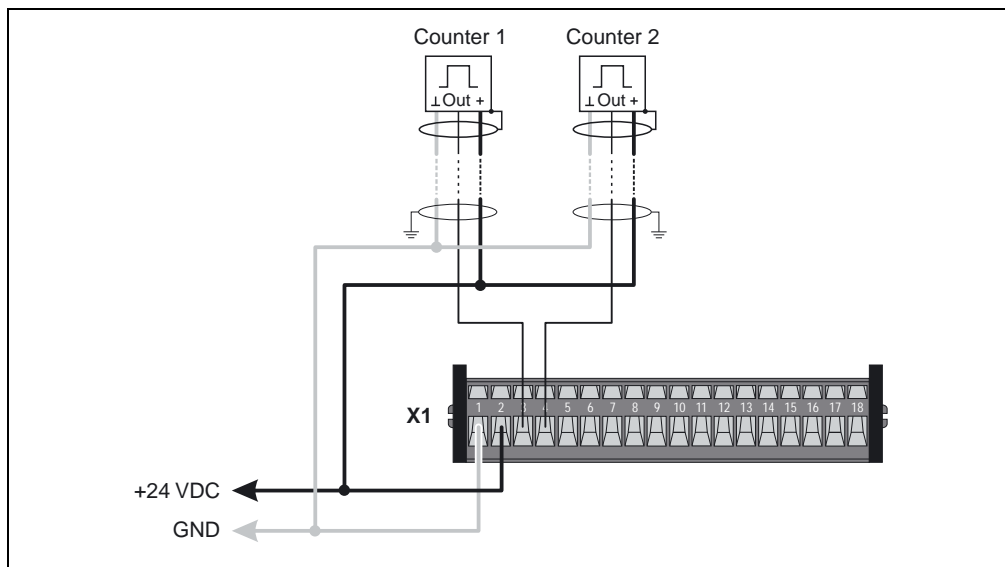 Counter 1 Counter 2
⊥ Out + ⊥ Out +
X1
1 2 3 4 5 6 7 8 9 10 11 12 13 14 15 16 17 18
+24 VDC
GND